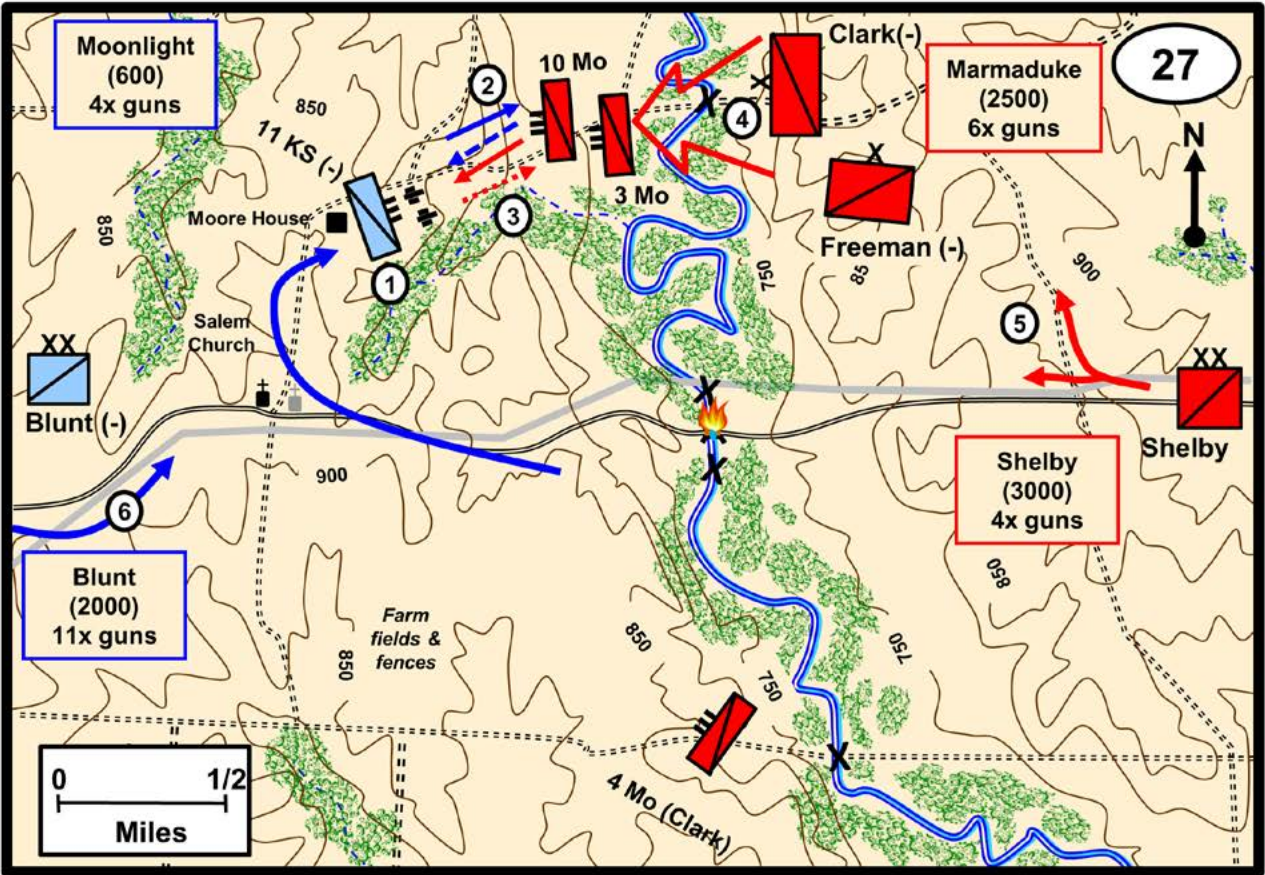 Moonlight
(600)
4x guns
850
11 KS (-)
2
10 Mo
3 Mo
Clark(-)
X
X
4
Marmaduke
(2500)
6x guns
27
N
850
Moore House
3
1
X
Freeman (-)
750
85
900
5
Salem
Church
XX
Blunt (-)
XX
Shelby
X
X
X
900
6
Shelby
(3000)
4x guns
Blunt
(2000)
11x guns
850
Farm
fields &
fences
850
850
750
750
X
4 Mo (Clark)
0 1/2
Miles